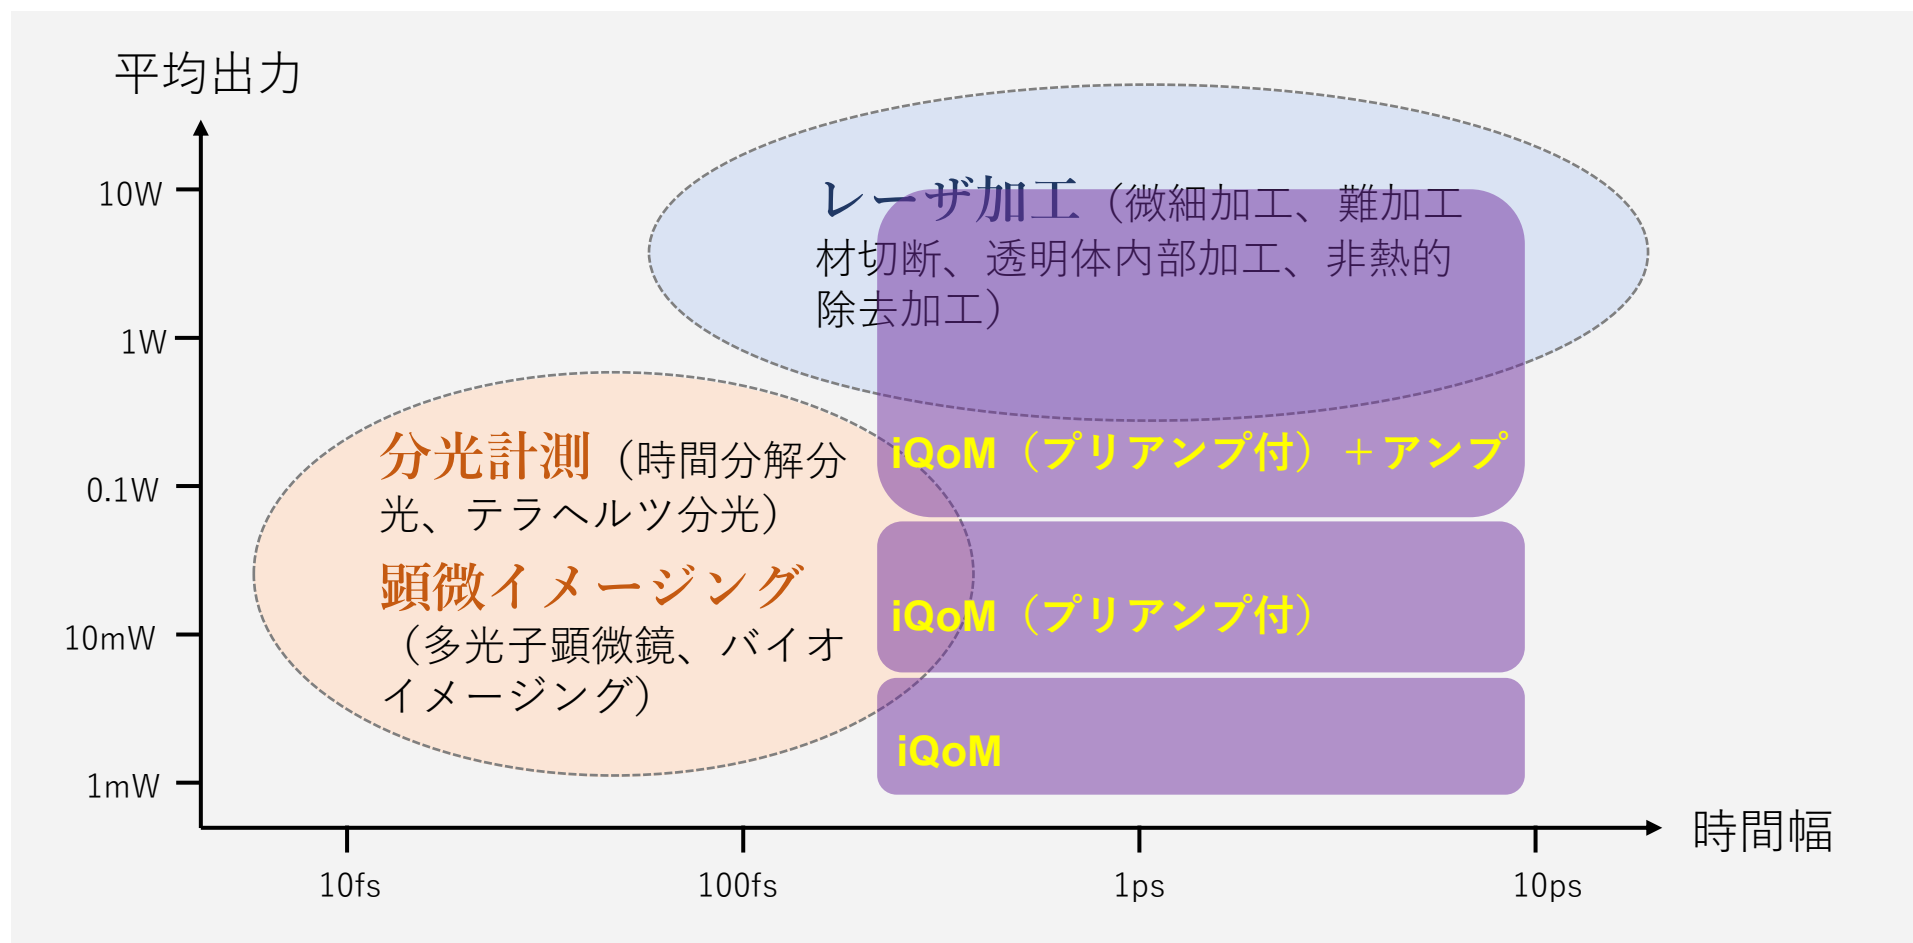 平均出力
10W
1W
0.1W
10mW
1mW
レーザ加工（微細加工、難加工
材切断、透明体内部加工、非熱的
除去加工）
分光計測（時間分解分
光、テラヘルツ分光）
顕微イメージング
（多光子顕微鏡、バイオ
イメージング）
iQoM（プリアンプ付）＋アンプ
iQoM（プリアンプ付）
iQoM
10fs
100fs
1ps
10ps
時間幅